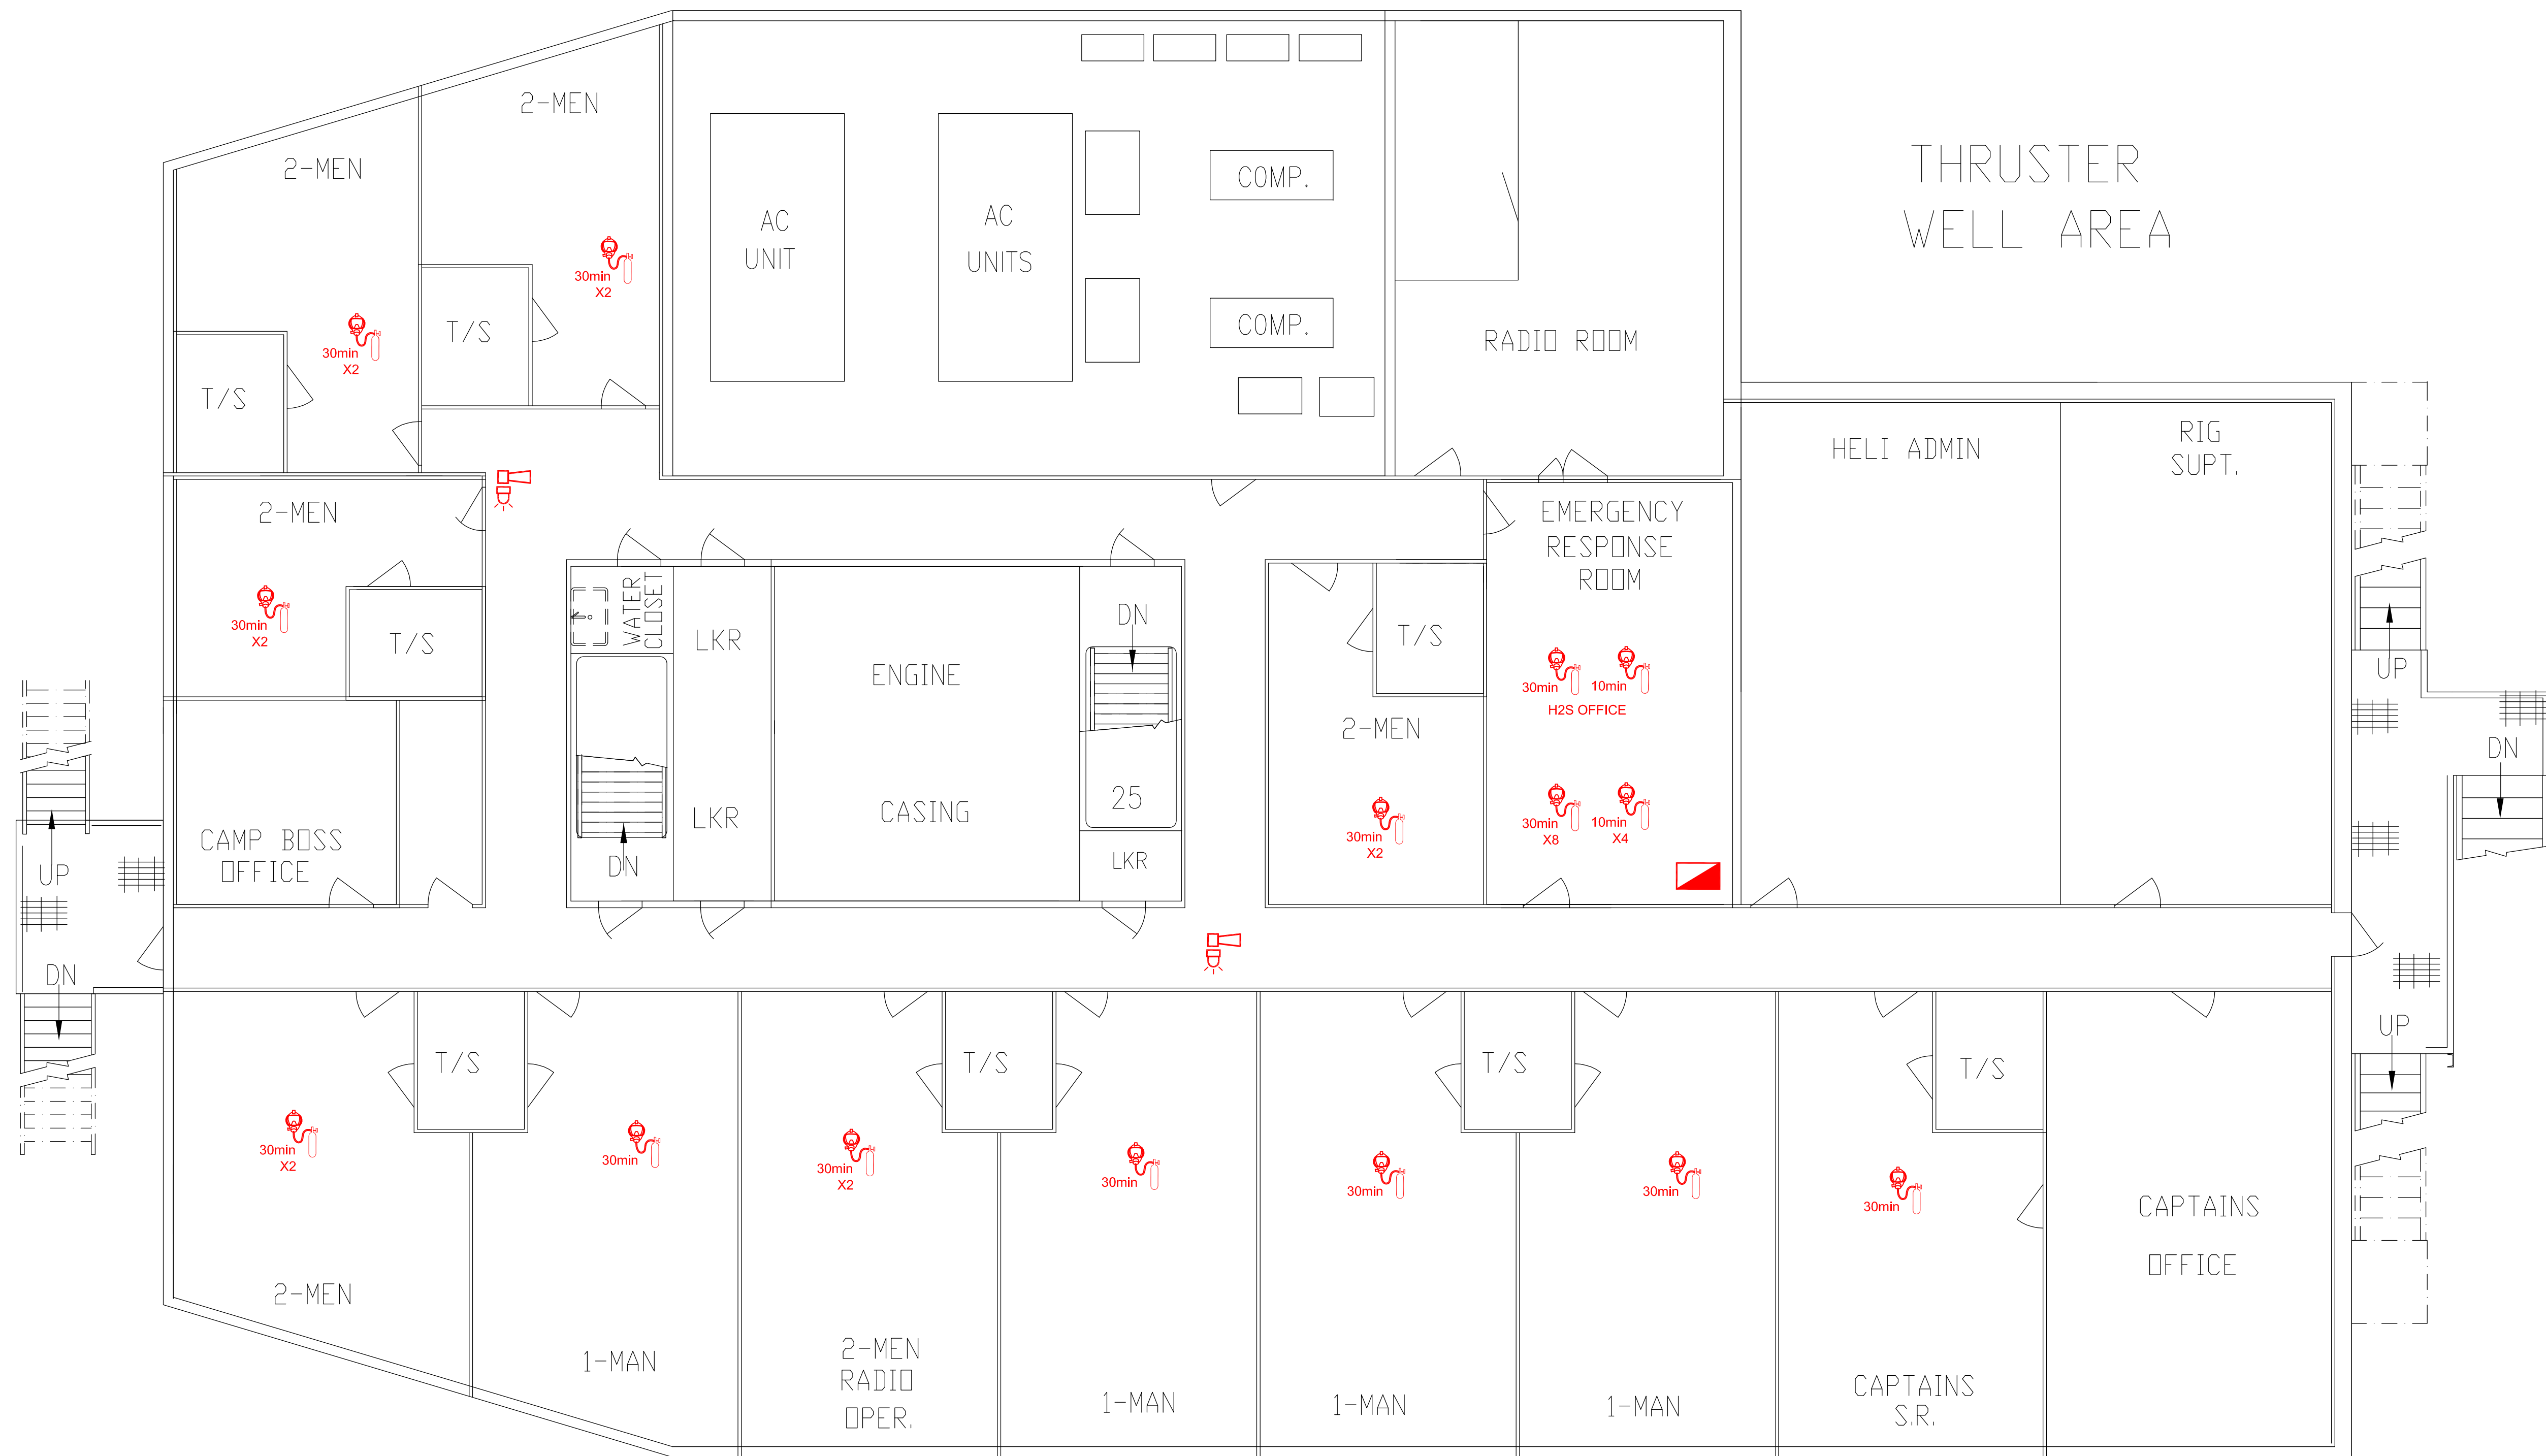 2-MEN
2-MEN
THRUSTER
WELL AREA
AC
UNIT
AC
UNITS
COMP.
COMP.
RADIO ROOM
30min
X2
30min
X2
T/S
T/S
HELI ADMIN
RIG
SUPT.
2-MEN
30min
X2
T/S
WATER
CLOSET
LKR
ENGINE
DN
T/S
EMERGENCY
RESPONSE
ROOM
30min
10min
H2S OFFICE
2-MEN
30min
X2
30min
X8
10min
X4
UP
DN
CAMP BOSS
OFFICE
DN
LKR
CASING
25
LKR
UP
DN
UP
T/S
T/S
T/S
T/S
30min
X2
30min
30min
X2
30min
30min
30min
30min
CAPTAINS
OFFICE
2-MEN
1-MAN
2-MEN
RADIO
OPER.
1-MAN
1-MAN
1-MAN
CAPTAINS
S.R.